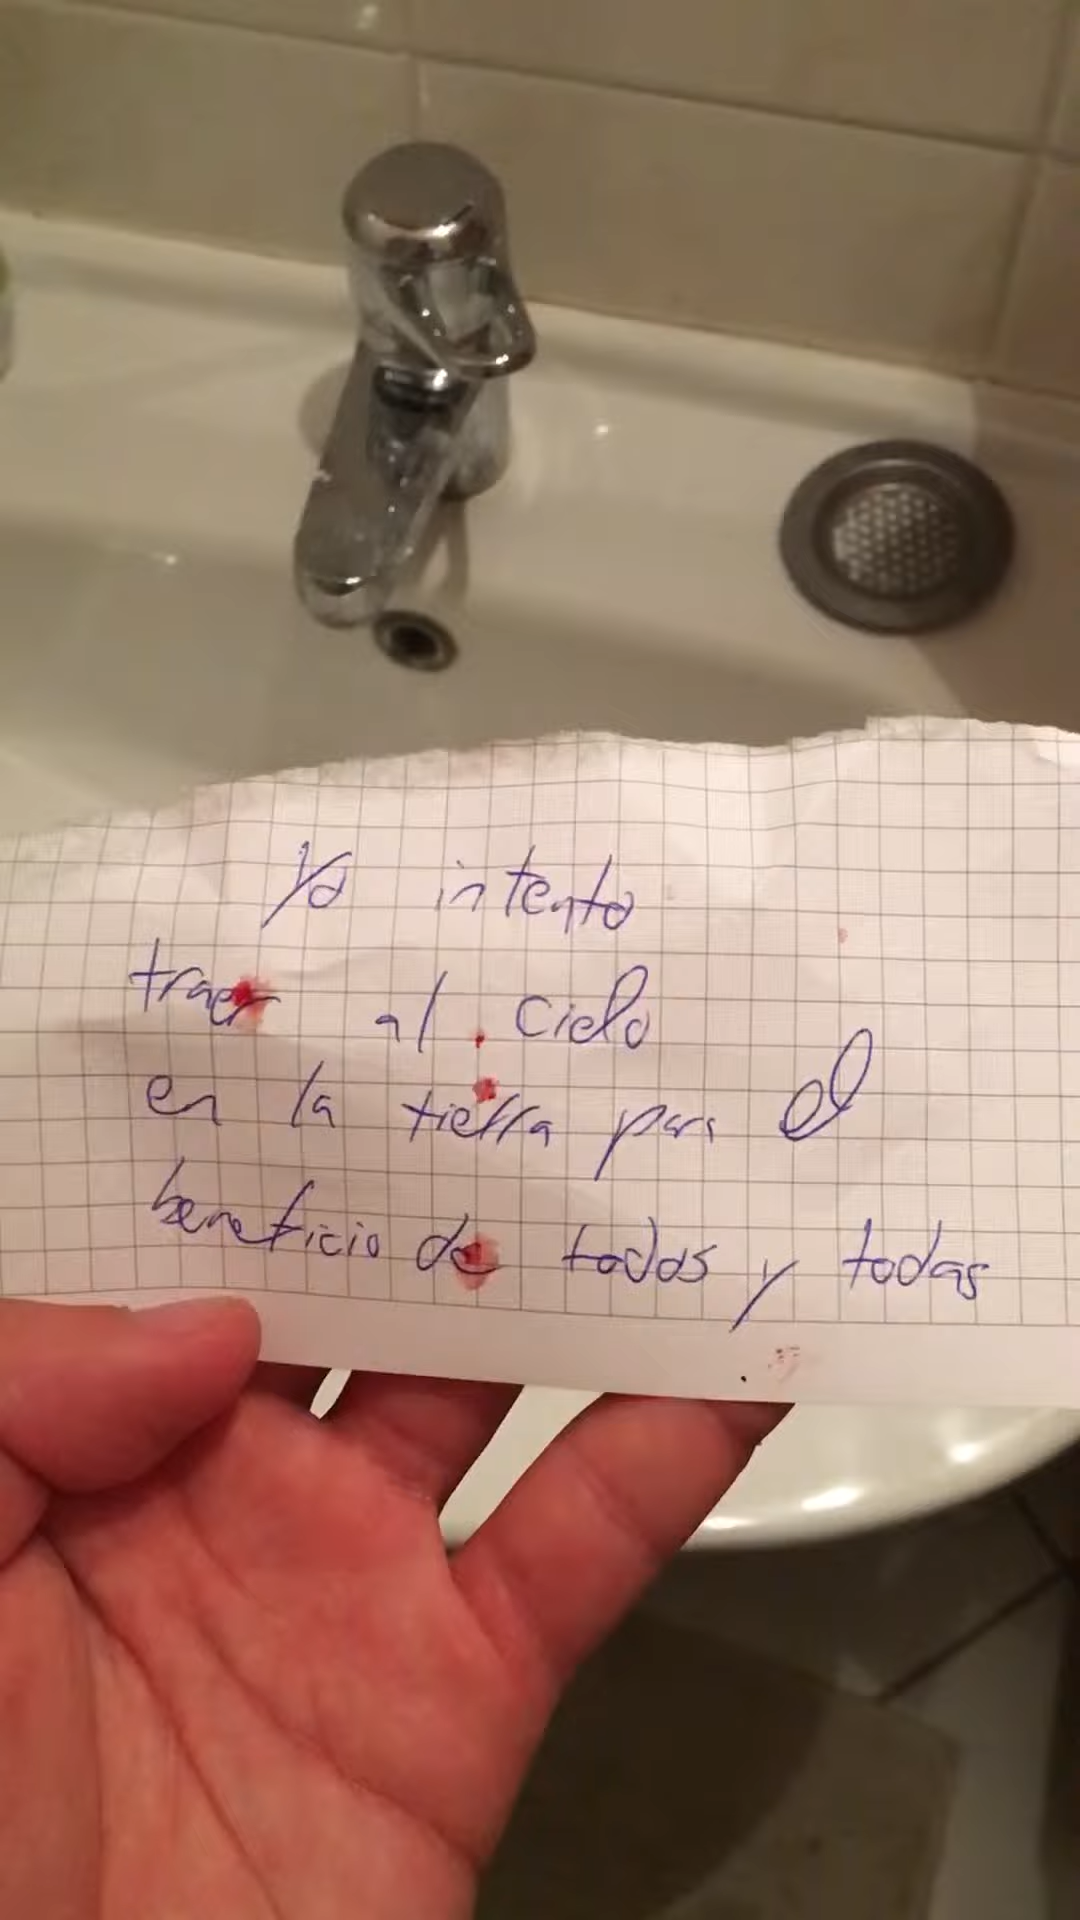 Yo intento
traer al cielo
en la tierra para el
beneficio de todos y todas